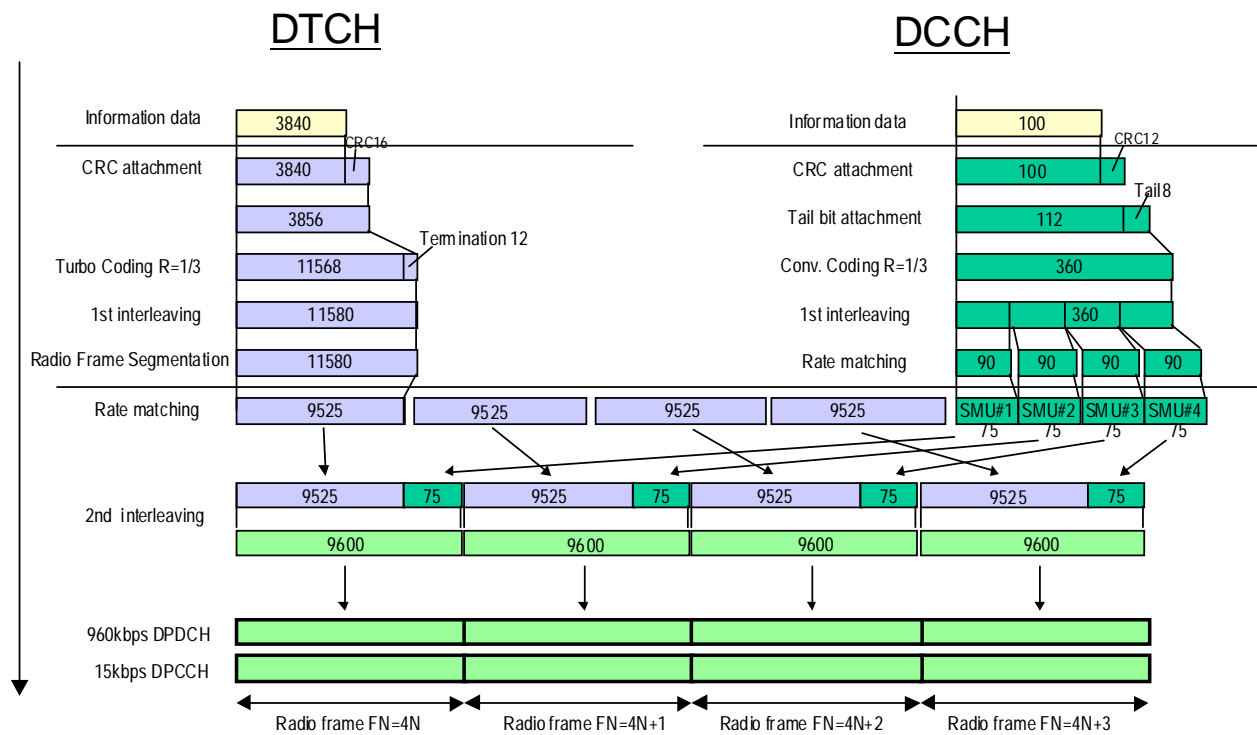 DTCH
DCCH
Information data
3840
Information data
100
CRC16
CRC12
CRC attachment
3840
CRC attachment
100
Tail8
3856
Tail bit attachment
112
Termination 12
Turbo Coding R=1/3
11568
Conv. Coding R=1/3
360
1st interleaving
11580
1st interleaving
360
Radio Frame Segmentation
11580
Rate matching
90 90 90 90
Rate matching
9525 9525 9525 9525
SMU#1 SMU#2 SMU#3 SMU#4
75 75 75 75
9525 75 9525 75 9525 75 9525 75
2nd interleaving
9600 9600 9600 9600
960kbps DPDCH
15kbps DPCCH
Radio frame FN=4N
Radio frame FN=4N+1
Radio frame FN=4N+2
Radio frame FN=4N+3